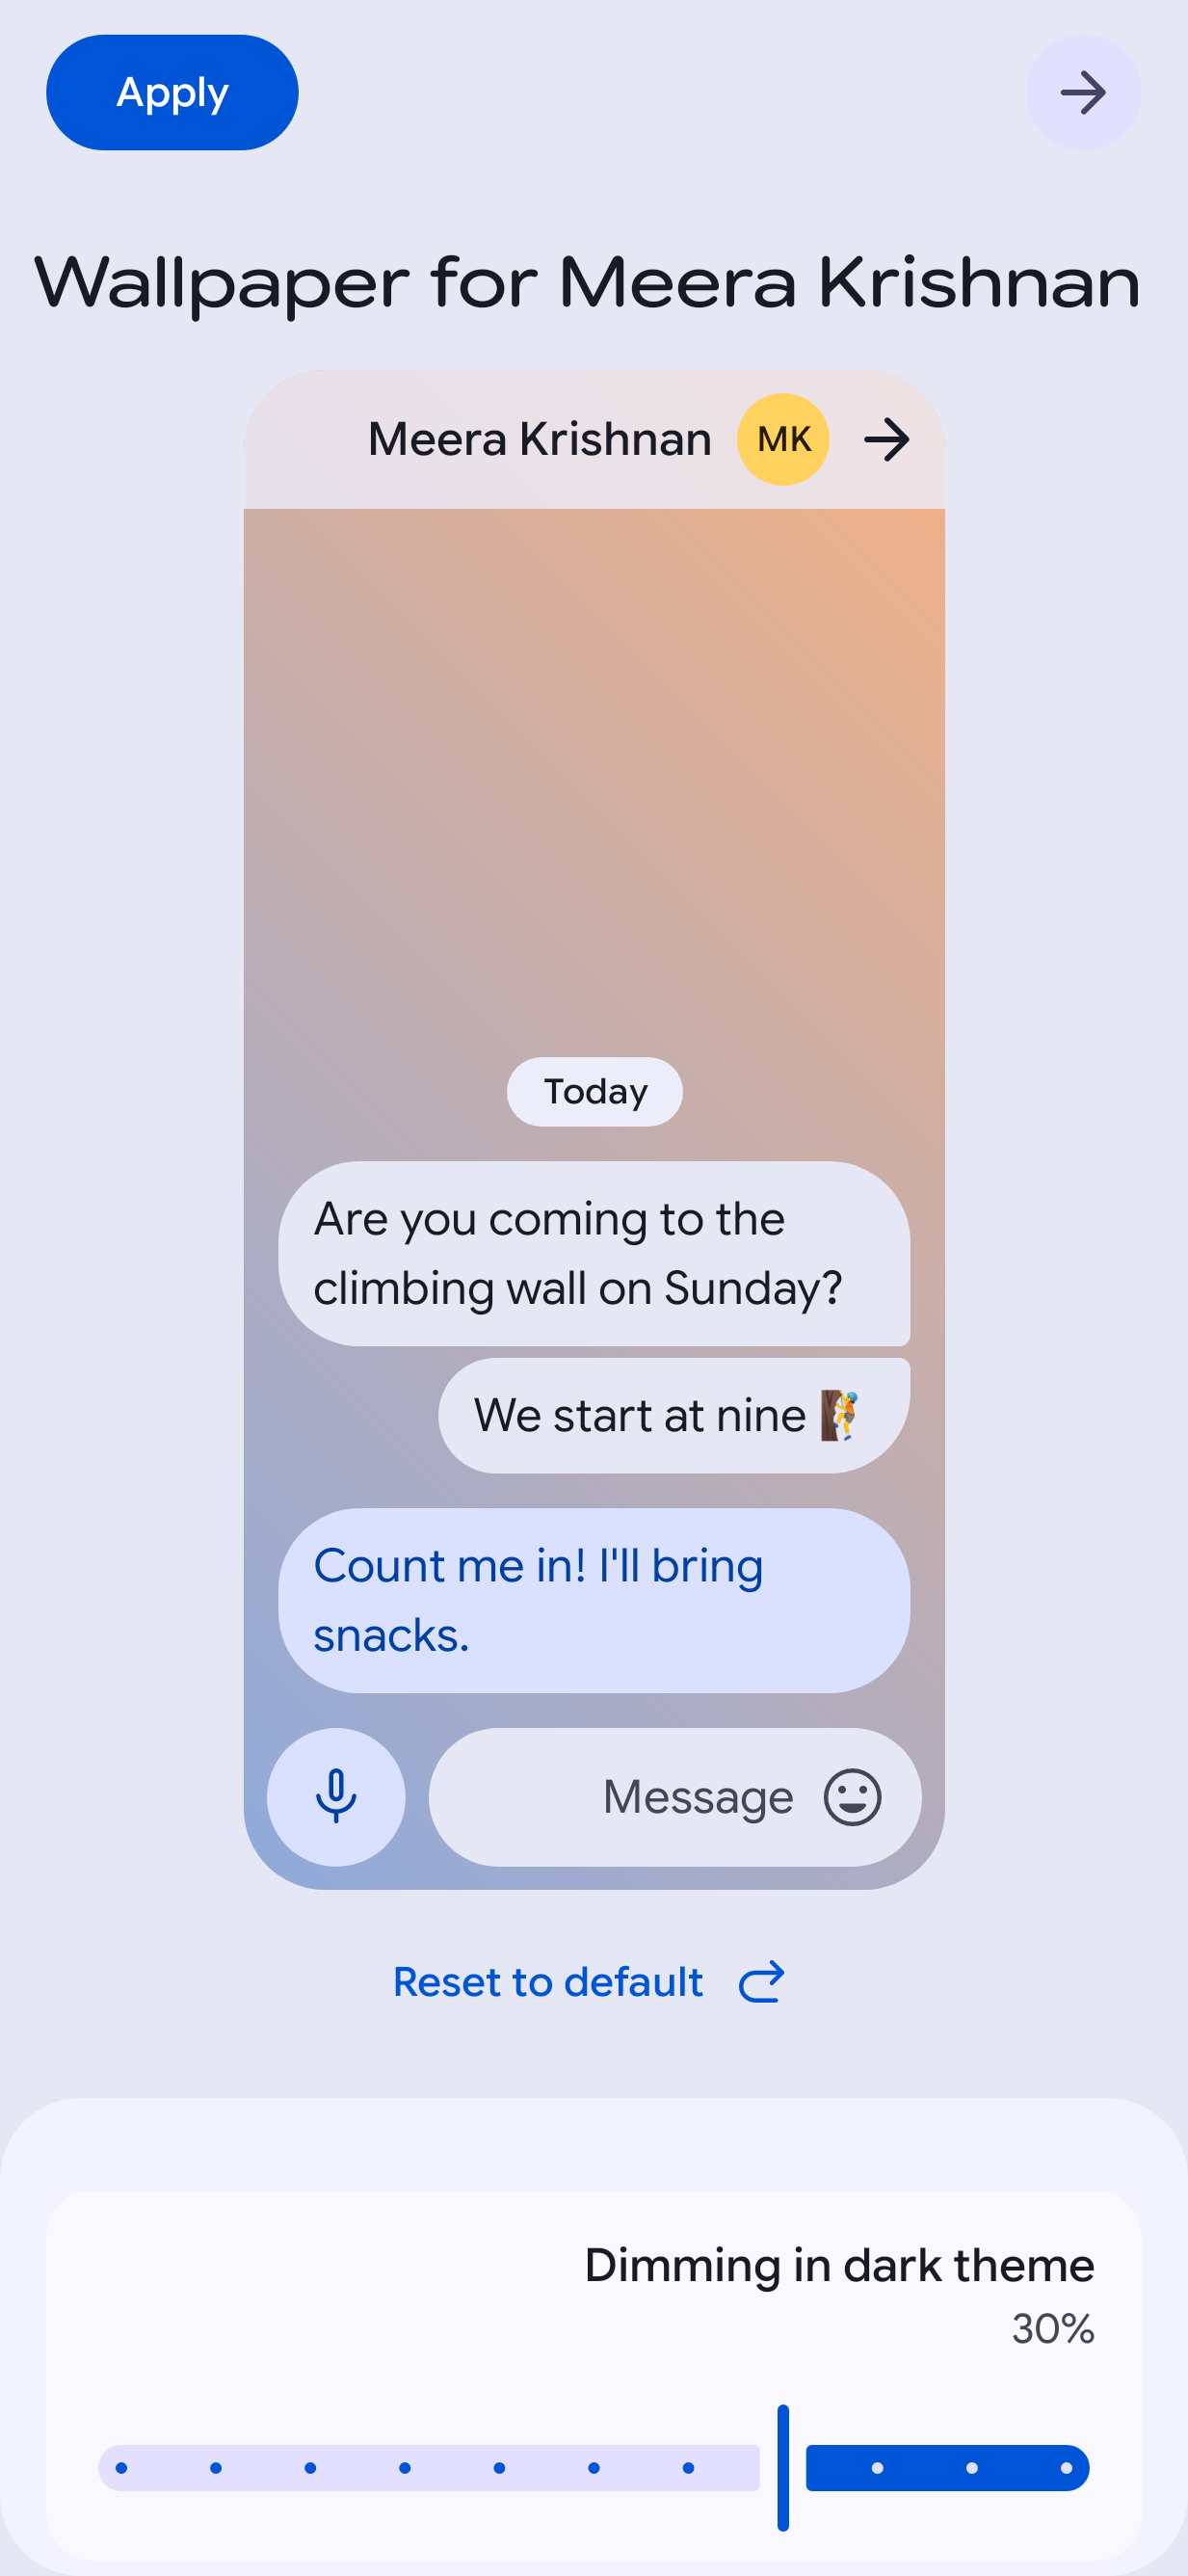 Apply
Wallpaper for Meera Krishnan
Meera Krishnan
MK
Today
Are you coming to the
climbing wall on Sunday?
We start at nine 🧗
Count me in! I'll bring
snacks.
Message
Reset to default
Dimming in dark theme
30%